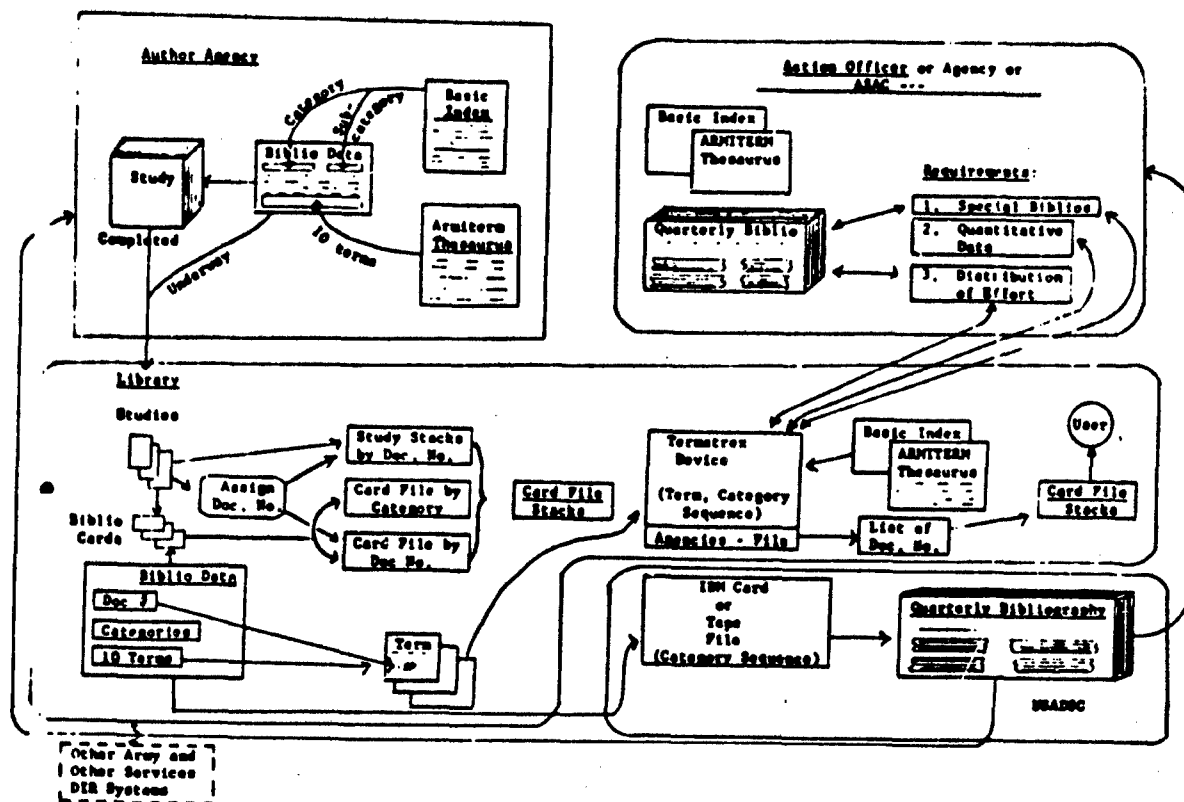 Author Agency
Category
Sub-
category
Basic
Index
Biblio Data
Study
Completed
Underway
10 terms
Armiterm
Thesaurus
Action Officer or Agency or
ASAC ---
Basic Index
ARMITERM
Thesaurus
Requirements:
Quarterly Biblio
1. Special Biblios
2. Quantitative
Data
3. Distribution
of Effort
Library
Studies
Study Stacks
by Doc. No.
Assign
Doc. No.
Card File by
Category
Card File by
Doc No.
Biblio
Cards
Card File
Stacks
Termatrex
Device
(Term, Category
Sequence)
Agencies - File
Basic Index
ARMITERM
Thesaurus
List of
Doc. No.
User
Card File
Stacks
Biblio Data
Doc
Categories
10 Terms
Term
IBM Card
or
Tape
File
(Category Sequence)
Quarterly Bibliography
Other Army and
Other Services
DIR Systems